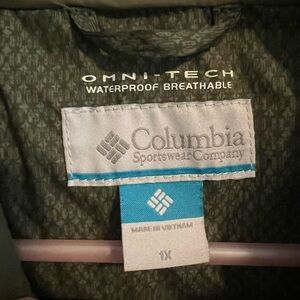 OMNI-TECH
WATERPROOF BREATHABLE
Columbia
Sportswear Company
MADE IN VIETNAM
1X